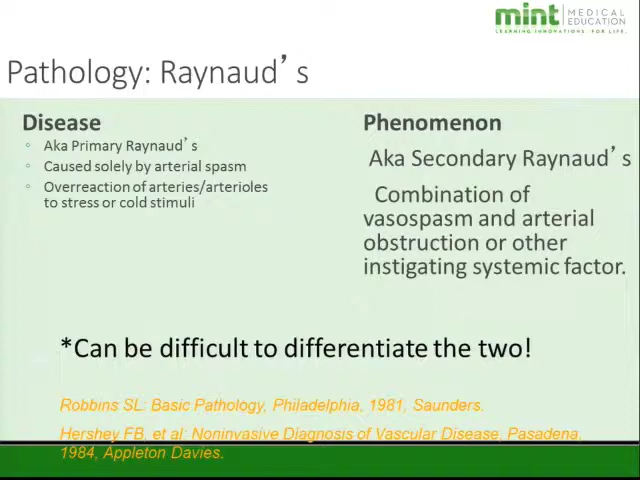 mint MEDICAL EDUCATION
LEARNING INNOVATIONS FOR LIFE.
Pathology: Raynaud’s
Disease
Aka Primary Raynaud’s
Caused solely by arterial spasm
Overreaction of arteries/arterioles
to stress or cold stimuli
Phenomenon
Aka Secondary Raynaud’s
Combination of
vasospasm and arterial
obstruction or other
instigating systemic factor.
*Can be difficult to differentiate the two!
Robbins SL: Basic Pathology, Philadelphia, 1981, Saunders.
Hershey FB, et al: Noninvasive Diagnosis of Vascular Disease, Pasadena,
1984, Appleton Davies.